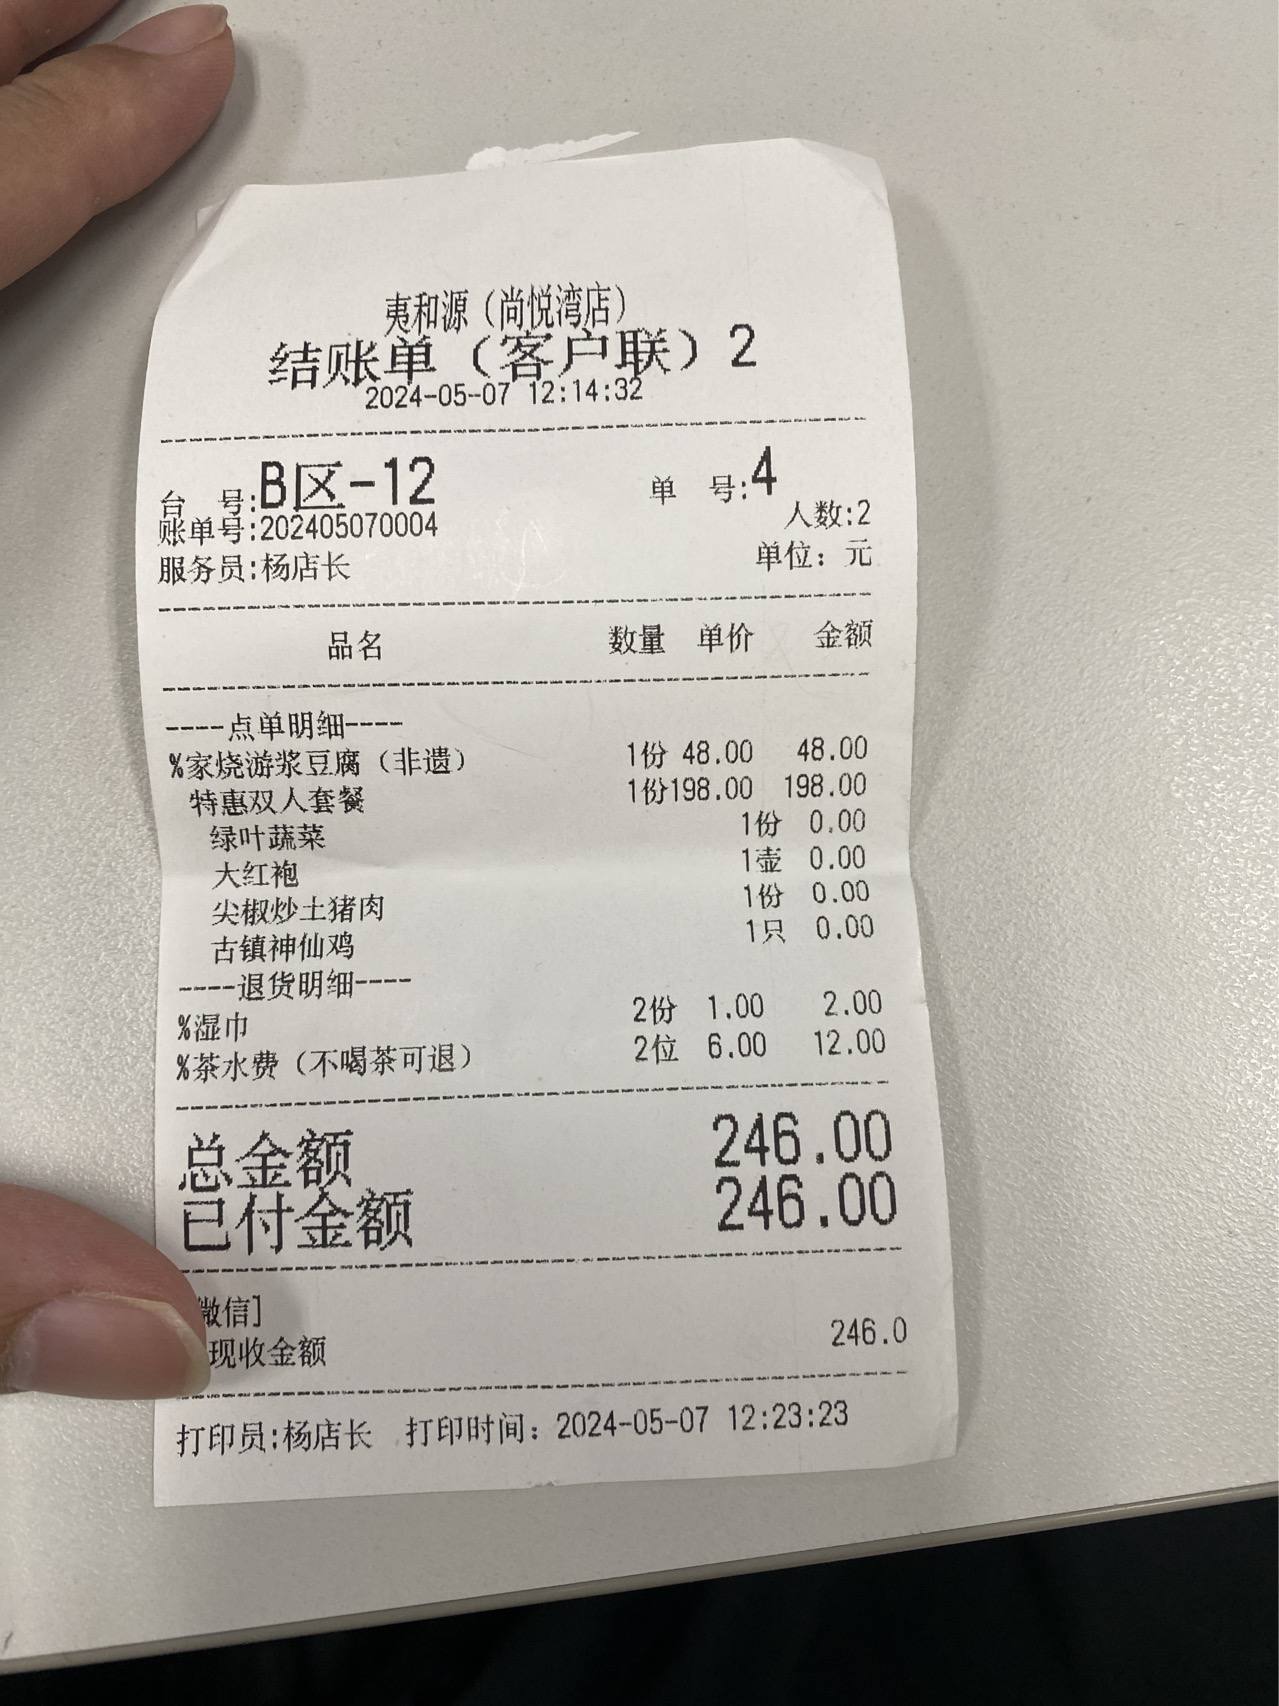 夷和源（尚悦湾店）
结账单（客户联）2
2024-05-07 12:14:32
台 号:B区-12 单 号:4
账单号:202405070004 人数:2
服务员:杨店长 单位：元
品名 数量 单价 金额
----点单明细----
%家烧游浆豆腐（非遗） 1份 48.00 48.00
特惠双人套餐 1份198.00 198.00
绿叶蔬菜 1份 0.00
大红袍 1壶 0.00
尖椒炒土猪肉 1份 0.00
古镇神仙鸡 1只 0.00
----退货明细----
%湿巾 2份 1.00 2.00
%茶水费（不喝茶可退） 2位 6.00 12.00
总金额 246.00
已付金额 246.00
微信]
现收金额 246.0
打印员:杨店长 打印时间：2024-05-07 12:23:23